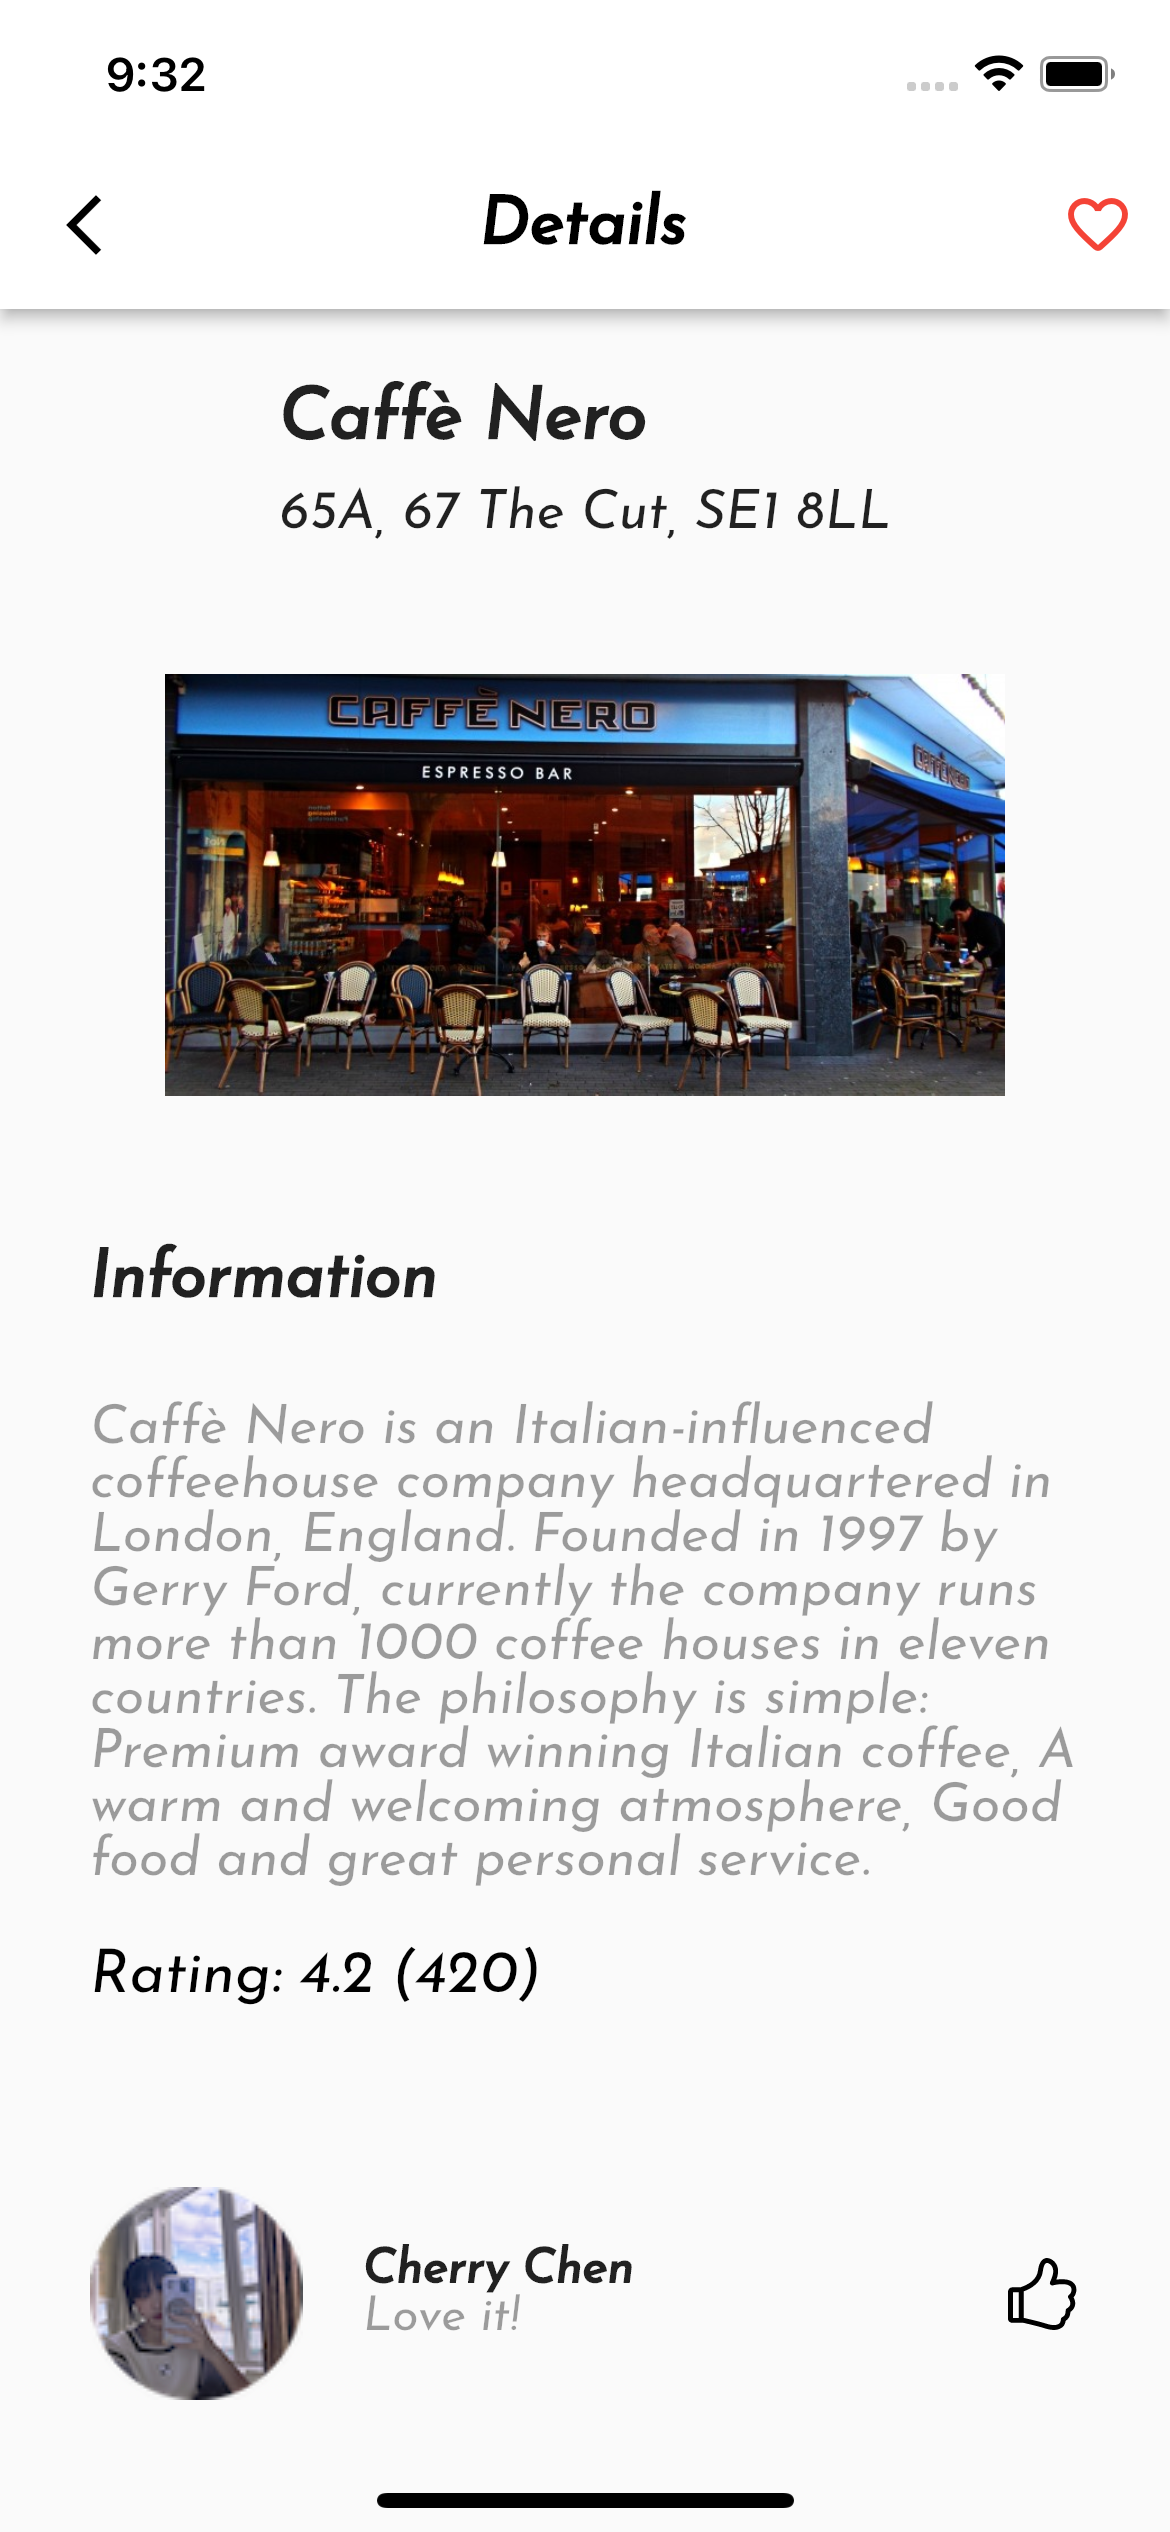 9:32
Details
Caffè Nero
65A, 67 The Cut, SE1 8LL
CAFFÈ NERO
CAFFÈ NERO
ESPRESSO BAR
Information
Caffè Nero is an Italian-influenced
coffeehouse company headquartered in
London, England. Founded in 1997 by
Gerry Ford, currently the company runs
more than 1000 coffee houses in eleven
countries. The philosophy is simple:
Premium award winning Italian coffee, A
warm and welcoming atmosphere, Good
food and great personal service.
Rating: 4.2 (420)
Cherry Chen
Love it!